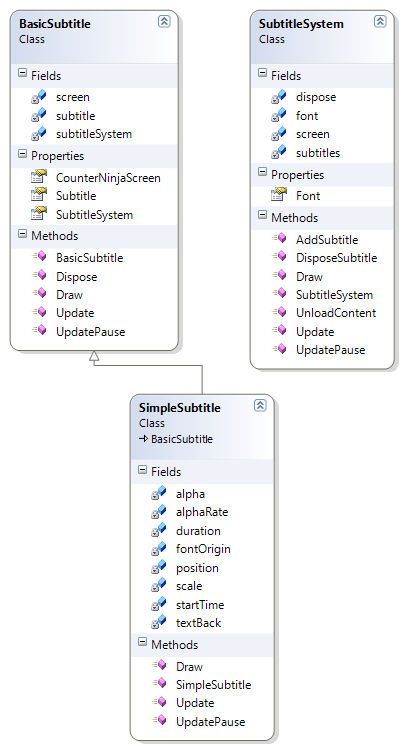 BasicSubtitle
Class
Fields
screen
subtitle
subtitleSystem
Properties
CounterNinjaScreen
Subtitle
SubtitleSystem
Methods
BasicSubtitle
Dispose
Draw
Update
UpdatePause
SubtitleSystem
Class
Fields
dispose
font
screen
subtitles
Properties
Font
Methods
AddSubtitle
DisposeSubtitle
Draw
SubtitleSystem
UnloadContent
Update
UpdatePause
SimpleSubtitle
Class
BasicSubtitle
Fields
alpha
alphaRate
duration
fontOrigin
position
scale
startTime
textBack
Methods
Draw
SimpleSubtitle
Update
UpdatePause